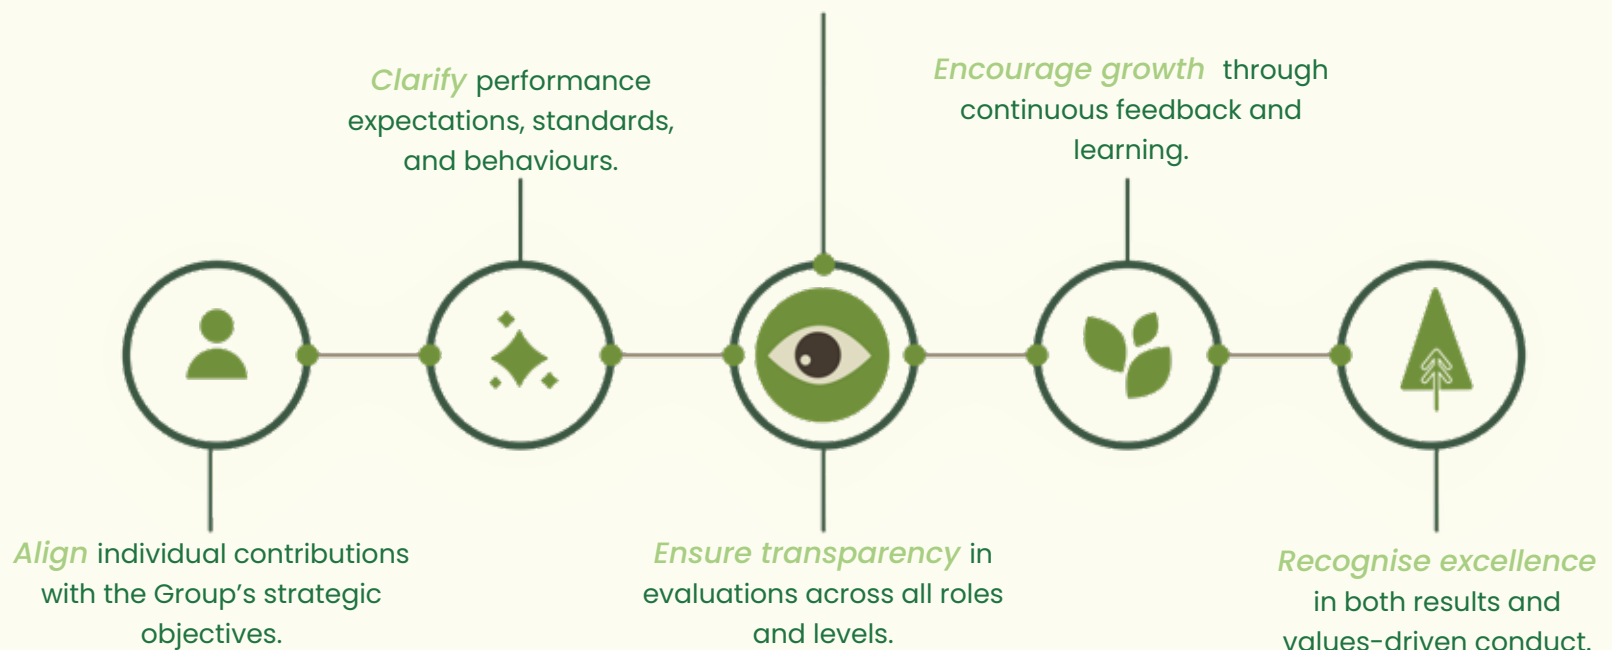 Clarify performance
expectations, standards,
and behaviours.
Encourage growth through
continuous feedback and
learning.
Align individual contributions
with the Group’s strategic
objectives.
Ensure transparency in
evaluations across all roles
and levels.
Recognise excellence
in both results and
values-driven conduct.